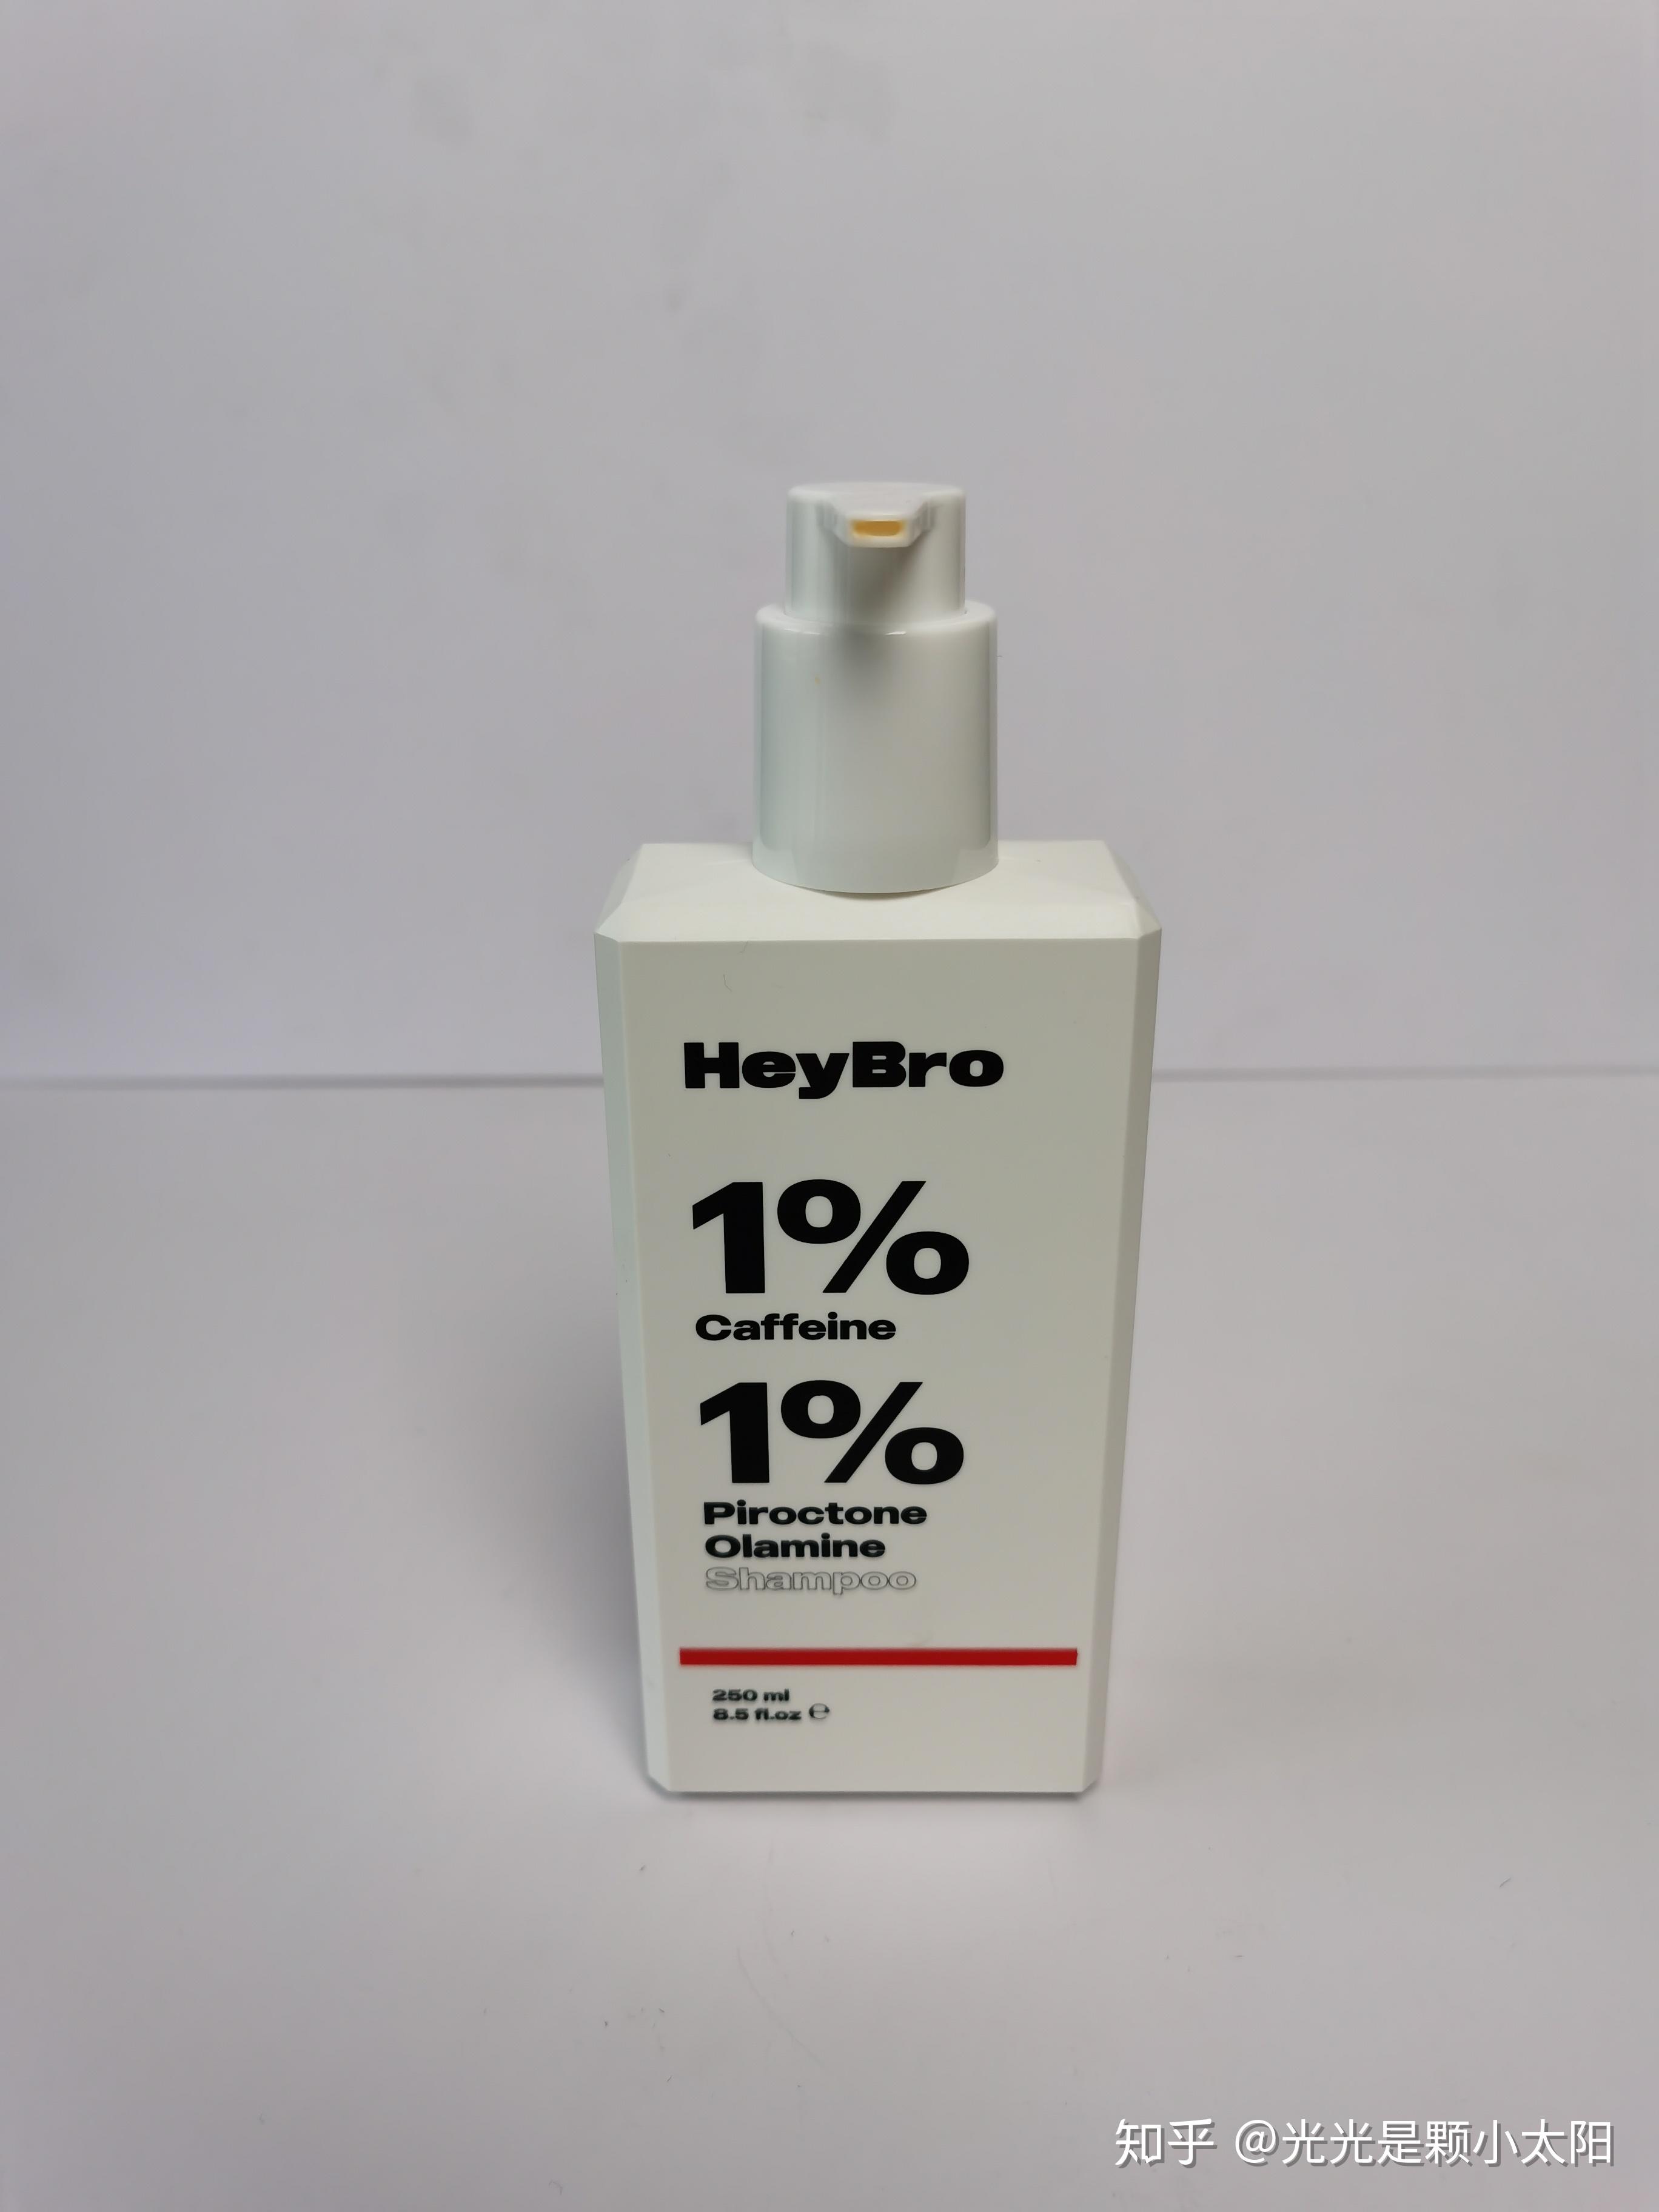 HeyBro
1%
Caffeine
1%
Piroctone
Olamine
Shampoo
250 ml
8.5 fl.oz ℮
知乎 @光光是颗小太阳